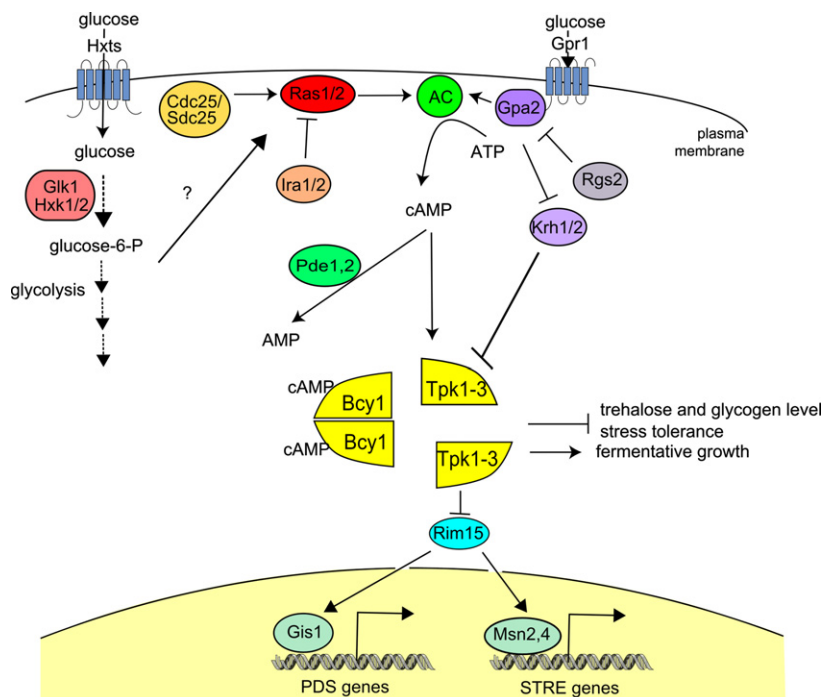 glucose
Hxts
glucose
Gpr1
Cdc25/
Sdc25
Ras1/2
AC
Gpa2
plasma
membrane
glucose
ATP
Rgs2
Glk1
Hxk1/2
?
Ira1/2
cAMP
Krh1/2
glucose-6-P
Pde1,2
glycolysis
AMP
cAMP
Bcy1
Tpk1-3
cAMP
Bcy1
Tpk1-3
trehalose and glycogen level
stress tolerance
fermentative growth
Rim15
Gis1
Msn2,4
PDS genes
STRE genes